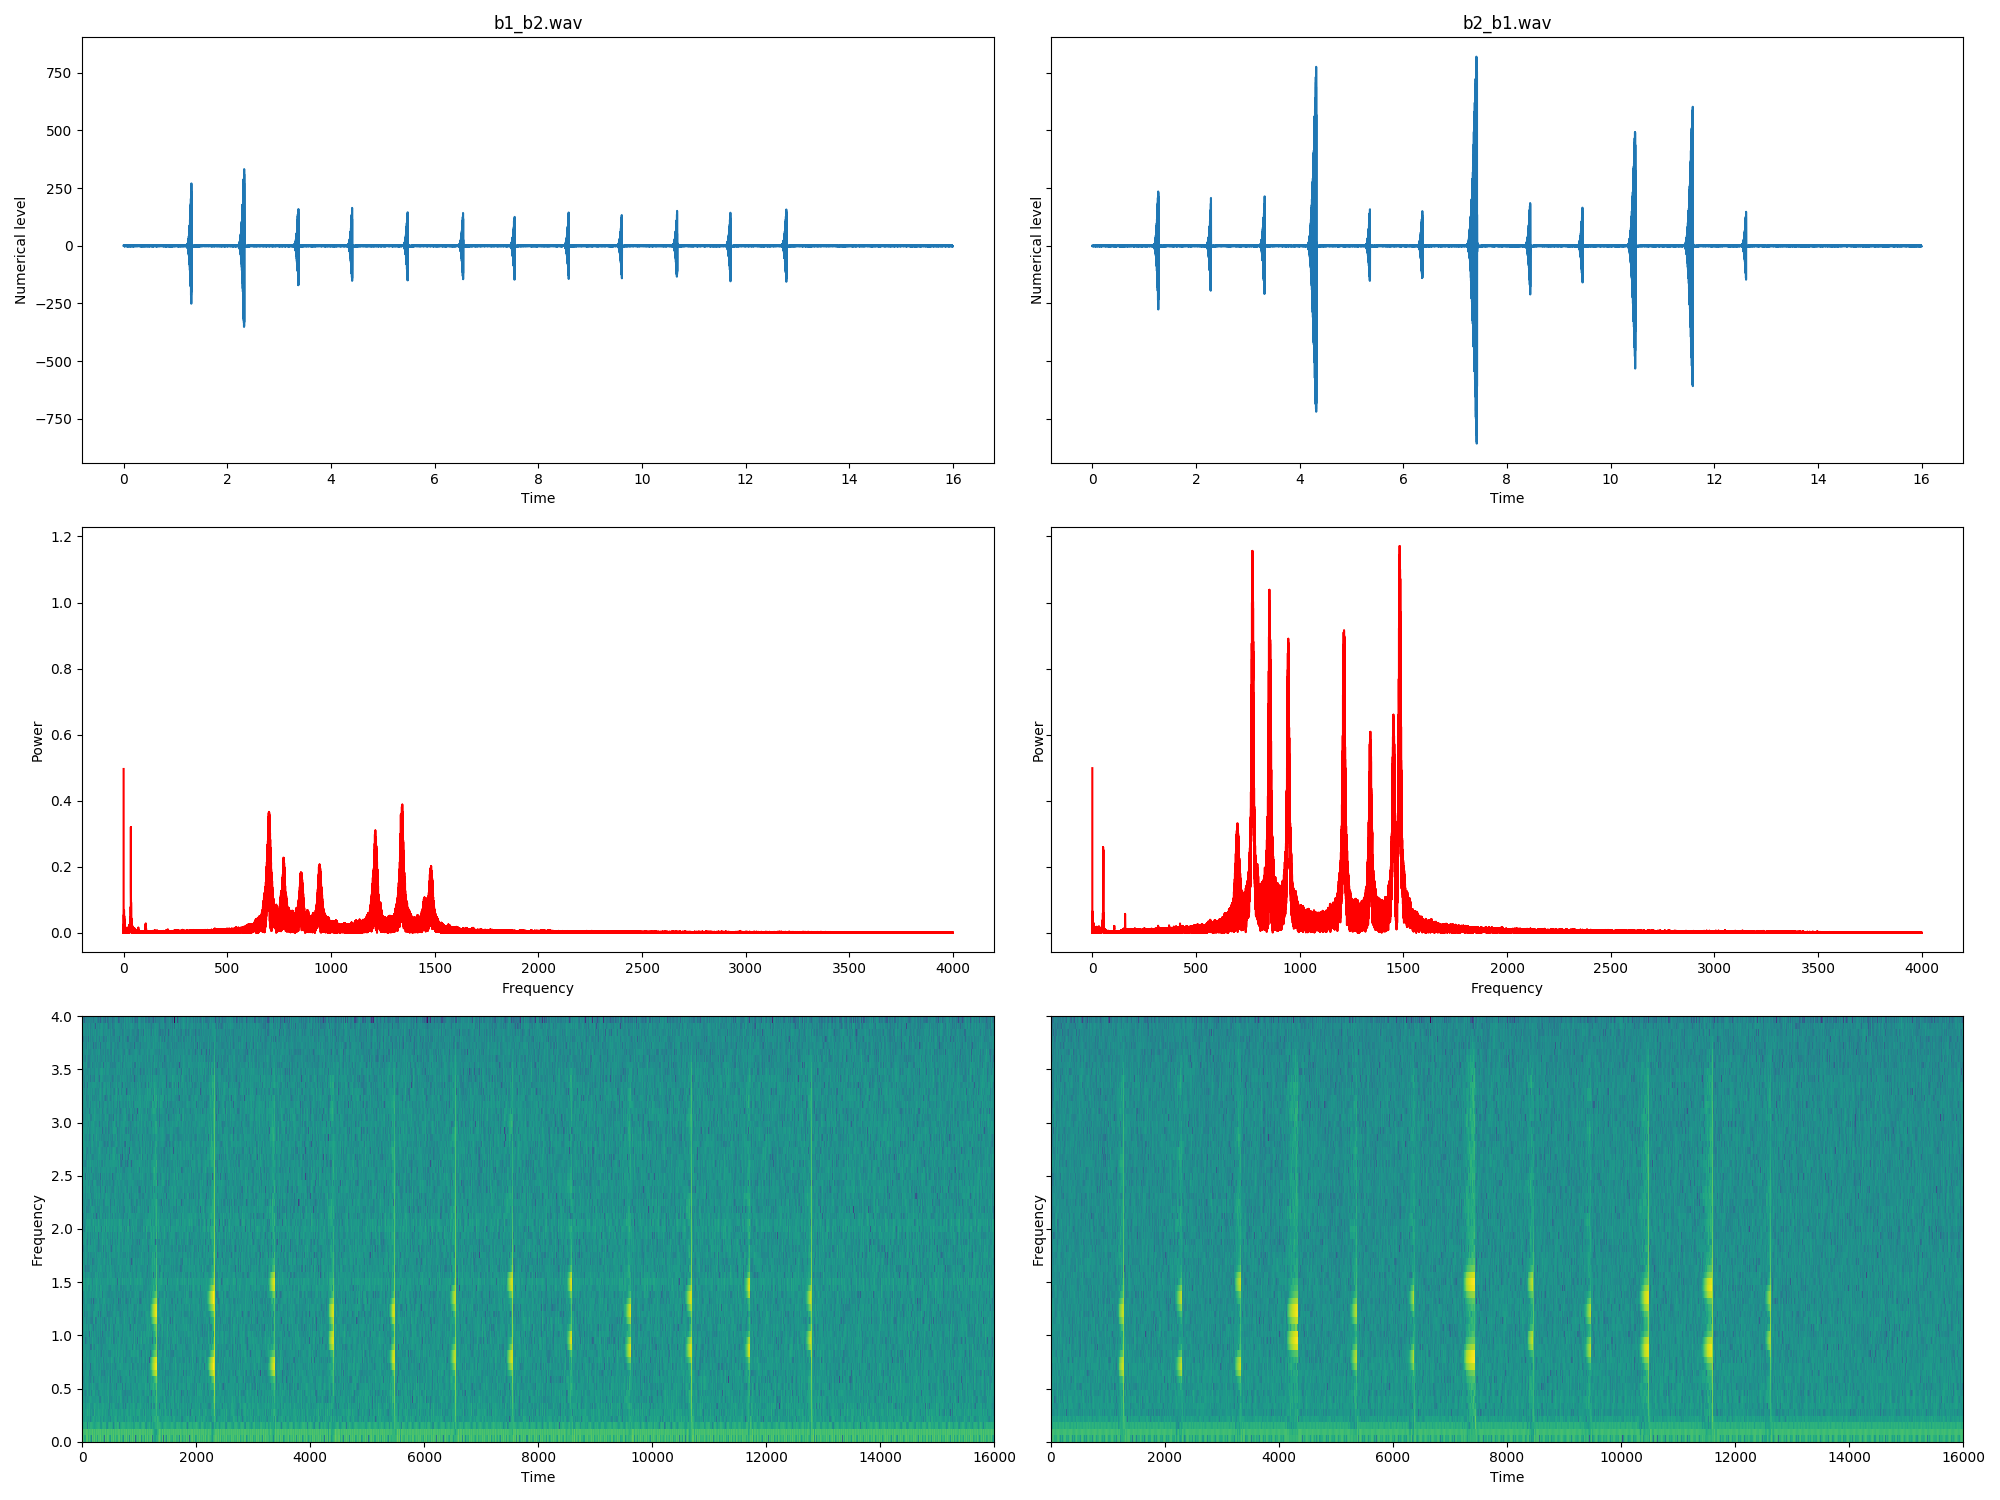 b1_b2.wav
b2_b1.wav
750
500
250
0
−250
−500
−750
Numerical level
Numerical level
0 2 4 6 8 10 12 14 16
0 2 4 6 8 10 12 14 16
Time
Time
1.2
1.0
0.8
0.6
0.4
0.2
0.0
Power
Power
0 500 1000 1500 2000 2500 3000 3500 4000
0 500 1000 1500 2000 2500 3000 3500 4000
Frequency
Frequency
4.0
3.5
3.0
2.5
2.0
1.5
1.0
0.5
0.0
Frequency
Frequency
0 2000 4000 6000 8000 10000 12000 14000 16000
0 2000 4000 6000 8000 10000 12000 14000 16000
Time
Time